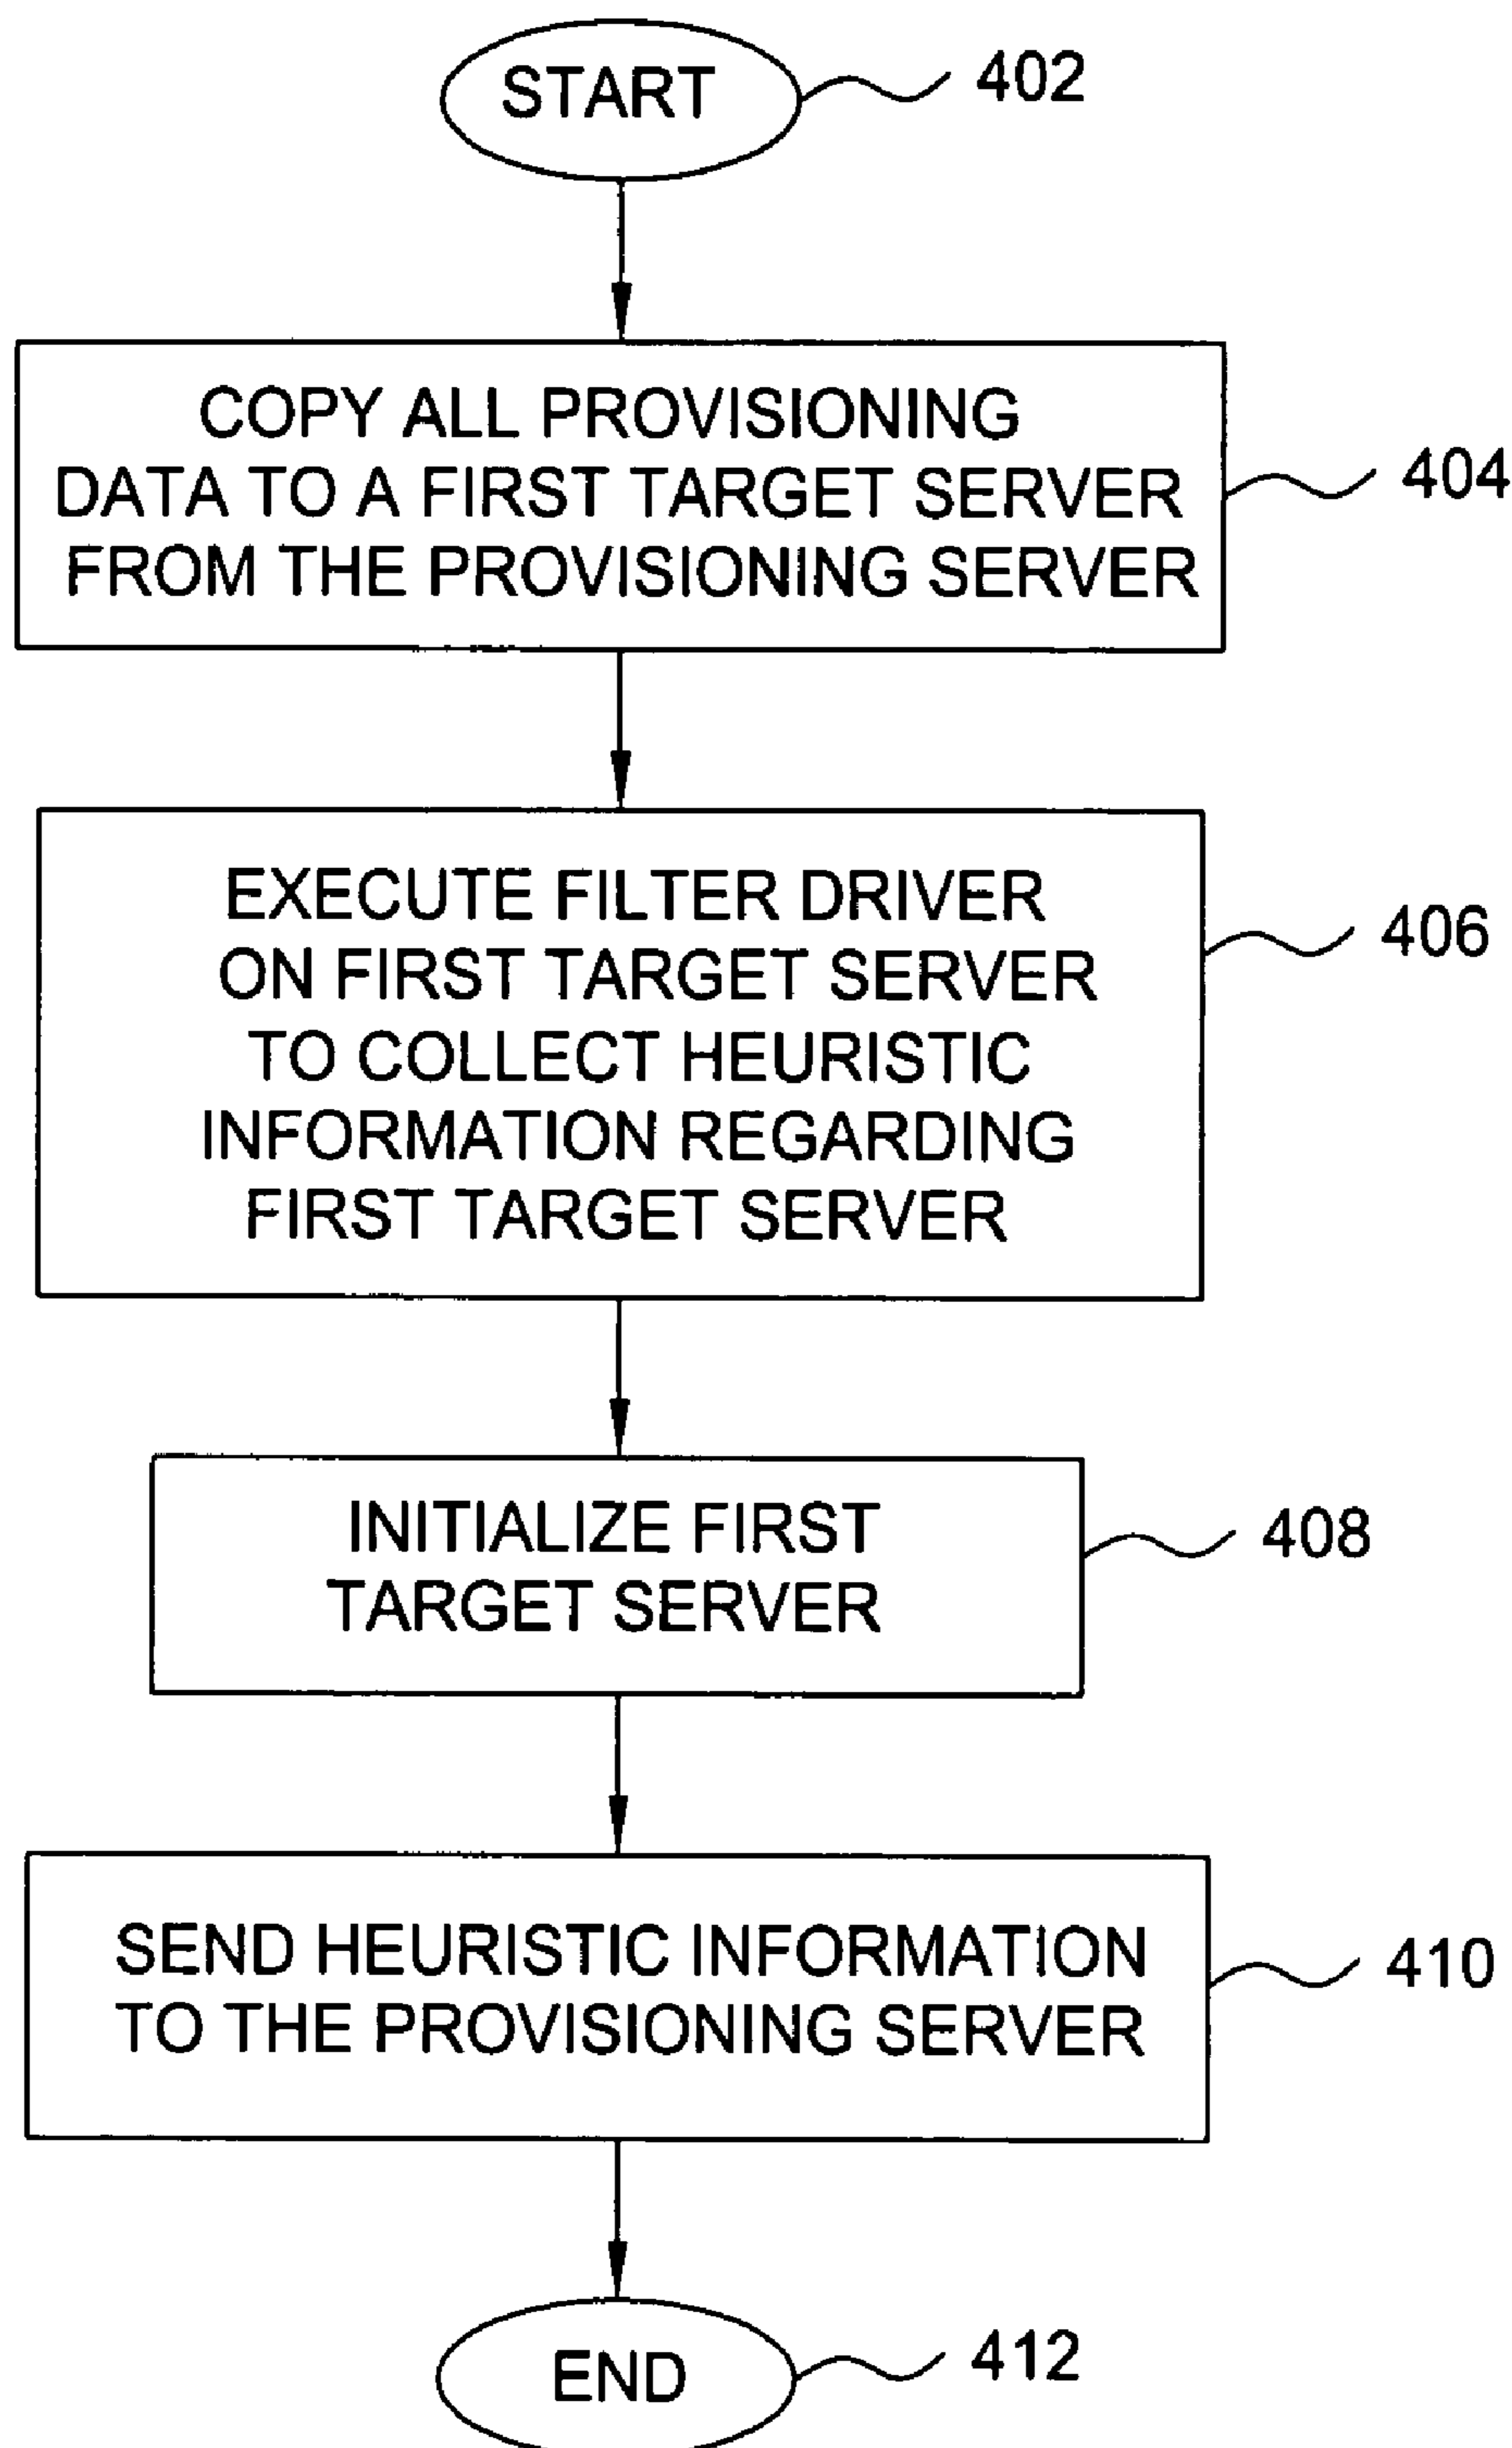 START
402
COPY ALL PROVISIONING
DATA TO A FIRST TARGET SERVER
FROM THE PROVISIONING SERVER
404
EXECUTE FILTER DRIVER
ON FIRST TARGET SERVER
TO COLLECT HEURISTIC
INFORMATION REGARDING
FIRST TARGET SERVER
406
INITIALIZE FIRST
TARGET SERVER
408
SEND HEURISTIC INFORMATION
TO THE PROVISIONING SERVER
410
END
412